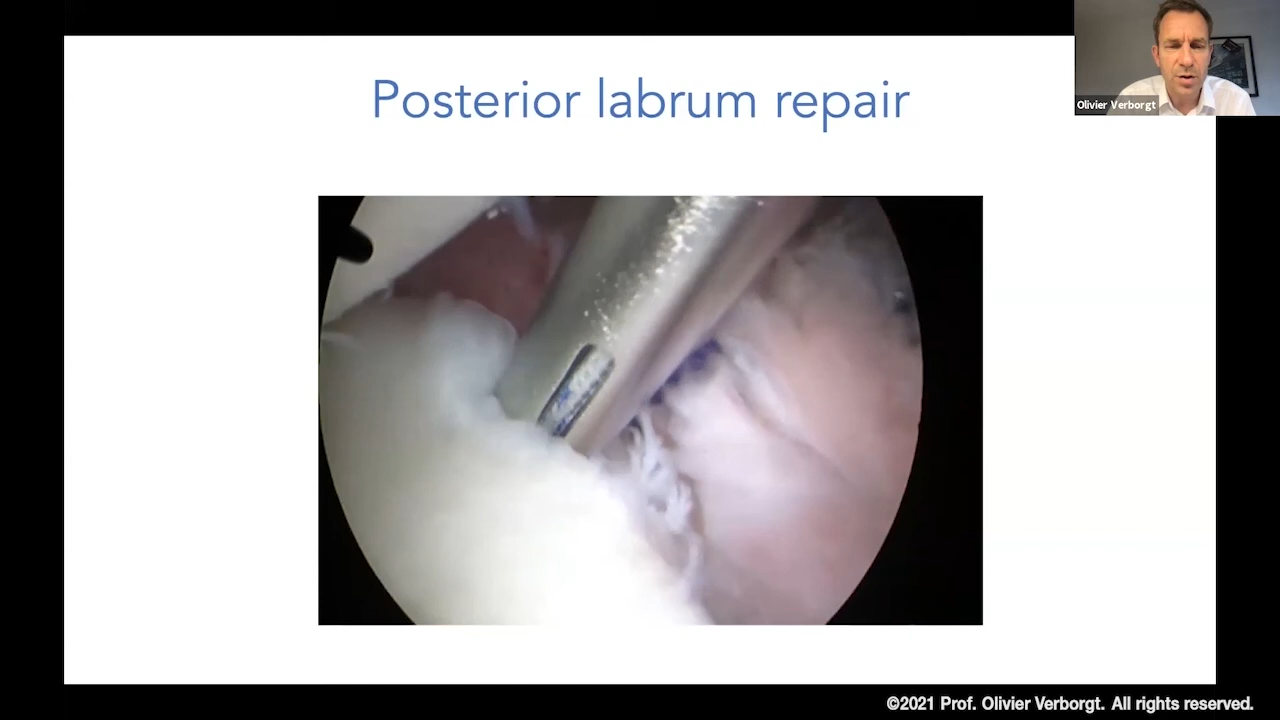 Posterior labrum repair
Olivier Verborgt
©2021 Prof. Olivier Verborgt. All rights reserved.